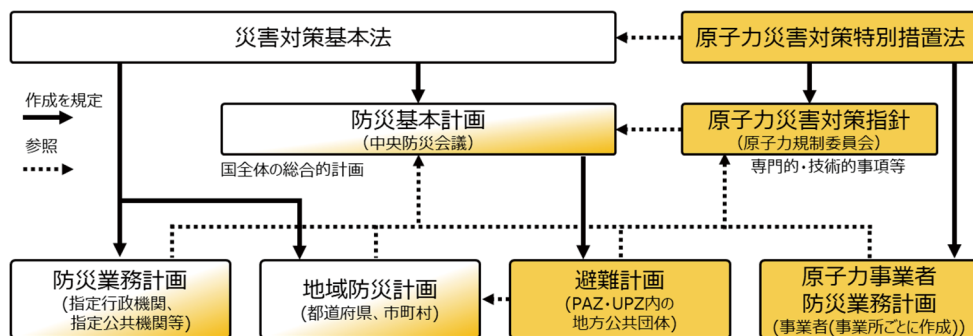 災害対策基本法
原子力災害対策特別措置法
作成を規定
参照
防災基本計画
(中央防災会議)
国全体の総合的計画
原子力災害対策指針
(原子力規制委員会)
専門的・技術的事項等
防災業務計画
(指定行政機関、
指定公共機関等)
地域防災計画
(都道府県、市町村)
避難計画
(PAZ・UPZ内の
地方公共団体)
原子力事業者
防災業務計画
(事業者(事業所ごとに作成))